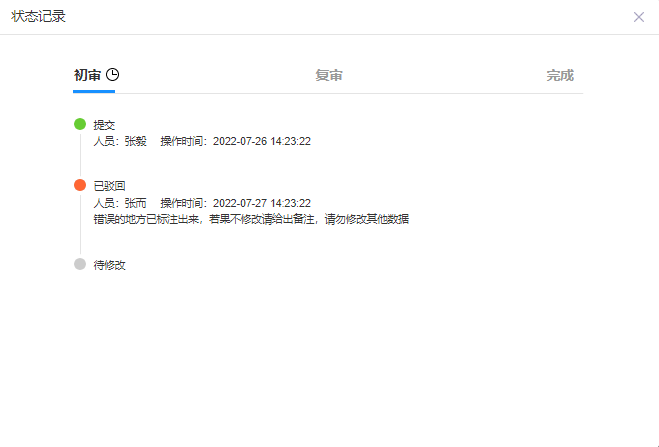 状态记录
初审 复审 完成
提交
人员：张毅 操作时间：2022-07-26 14:23:22
已驳回
人员：张而 操作时间：2022-07-27 14:23:22
错误的地方已标注出来，若果不修改请给出备注，请勿修改其他数据
待修改